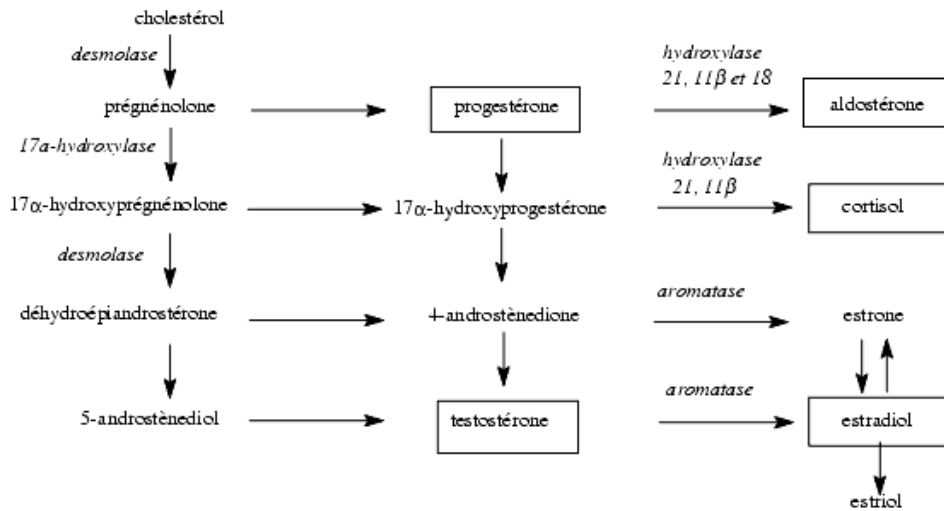 cholestérol
desmolase
hydroxylase
21, 11β et 18
prégnénolone
progestérone
aldostérone
17a-hydroxylase
hydroxylase
21, 11β
17α-hydroxyprégnénolone
17α-hydroxyprogestérone
cortisol
desmolase
aromatase
déhydroépiandrostérone
4-androstènedione
estrone
aromatase
5-androstènediol
testostérone
estradiol
estriol